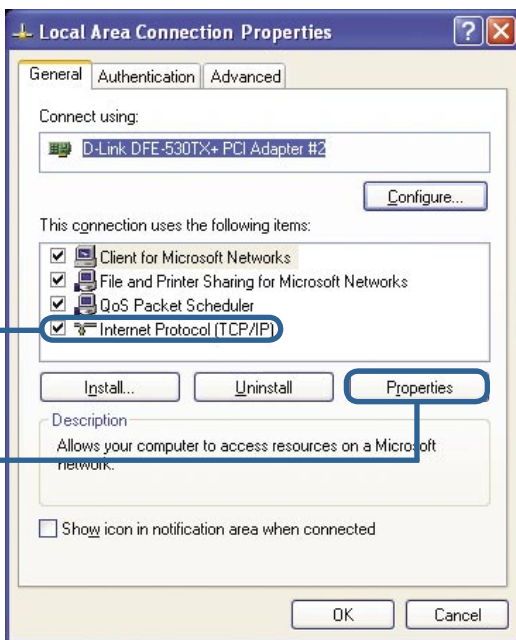 Local Area Connection Properties
General Authentication Advanced
Connect using:
D-Link DFE-530TX+ PCI Adapter #2
Configure...
This connection uses the following items:
Client for Microsoft Networks
File and Printer Sharing for Microsoft Networks
QoS Packet Scheduler
Internet Protocol (TCP/IP)
Install... Uninstall Properties
Description
Allows your computer to access resources on a Microsoft
network.
Show icon in notification area when connected
OK Cancel